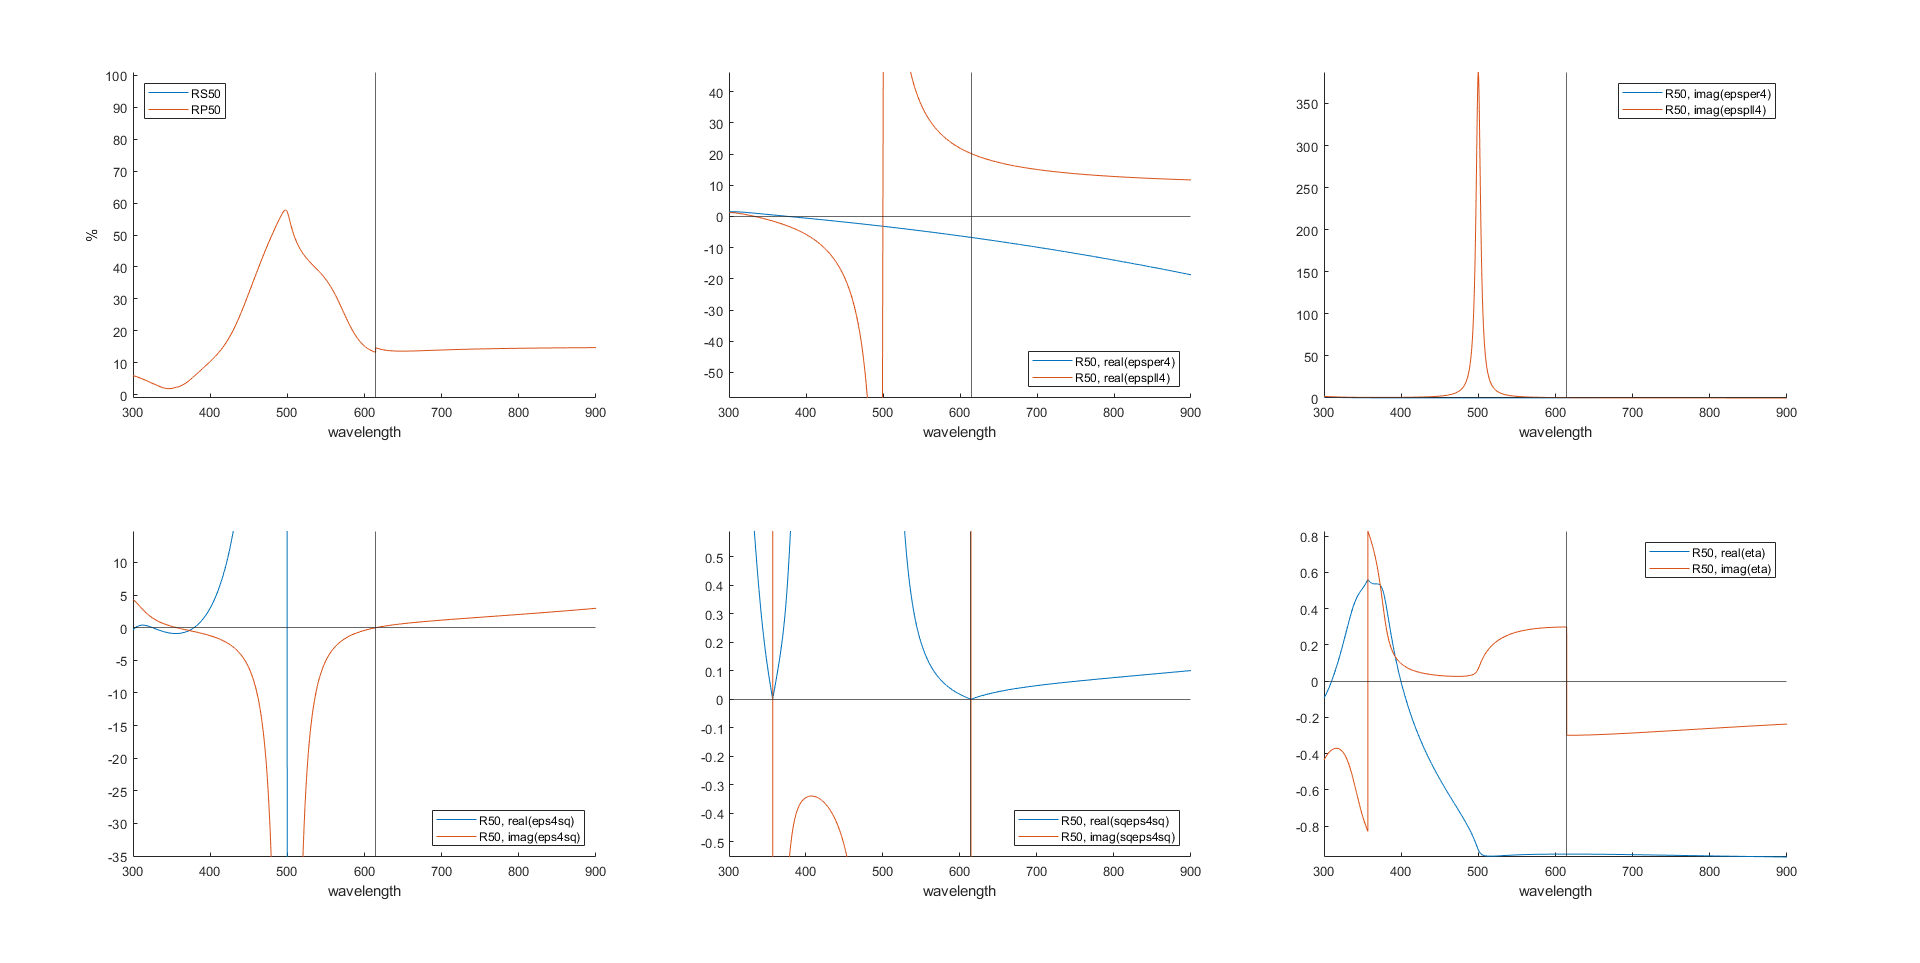 RS50
RP50
100
90
80
70
60
50
40
30
20
10
0
%
300 400 500 600 700 800 900
wavelength
40
30
20
10
0
-10
-20
-30
-40
-50
R50, real(epsper4)
R50, real(epspll4)
300 400 500 600 700 800 900
wavelength
R50, imag(epsper4)
R50, imag(epspll4)
350
300
250
200
150
100
50
0
300 400 500 600 700 800 900
wavelength
10
5
0
-5
-10
-15
-20
-25
-30
-35
R50, real(eps4sq)
R50, imag(eps4sq)
300 400 500 600 700 800 900
wavelength
0.5
0.4
0.3
0.2
0.1
0
-0.1
-0.2
-0.3
-0.4
-0.5
R50, real(sqeps4sq)
R50, imag(sqeps4sq)
300 400 500 600 700 800 900
wavelength
R50, real(eta)
R50, imag(eta)
0.8
0.6
0.4
0.2
0
-0.2
-0.4
-0.6
-0.8
300 400 500 600 700 800 900
wavelength